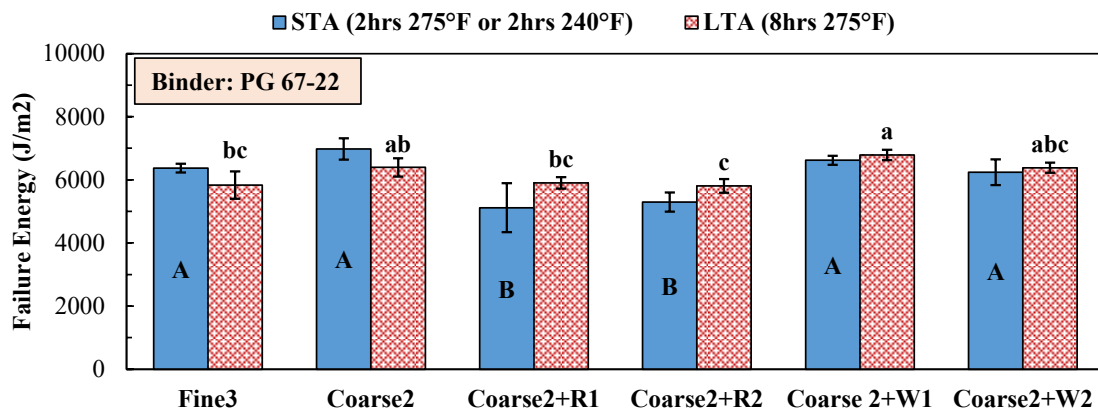 STA (2hrs 275°F or 2hrs 240°F) LTA (8hrs 275°F)
10000
Binder: PG 67-22
8000
6000
4000
2000
0
Failure Energy (J/m2)
bc ab bc c a abc
A A B B A A
Fine3 Coarse2 Coarse2+R1 Coarse2+R2 Coarse 2+W1 Coarse2+W2